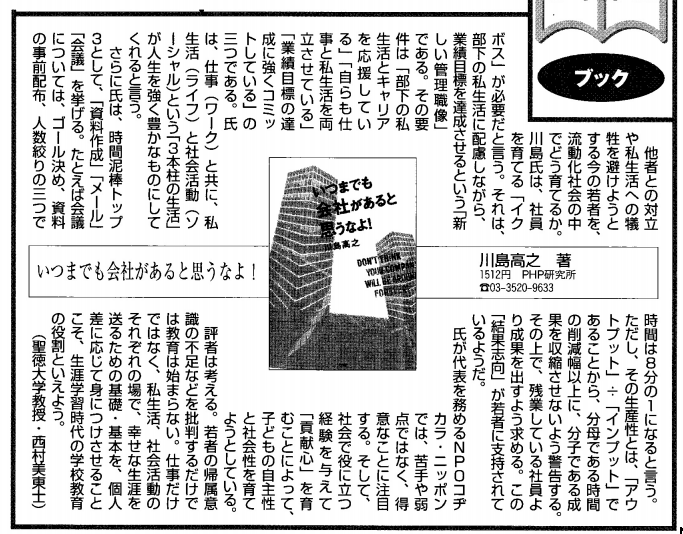 ブック
他者との対立
や私生活への犠
牲を避けようと
する今の若者を、
流動化社会の中
でどう育てるか。
川島氏は、社員
を育てる「イク
ボス」が必要だと言う。それは、
部下の私生活に配慮しながら、
業績目標を達成させるという「新
しい管理職像」
である。その要
件は「部下の私
生活とキャリア
を応援してい
る」「自らも仕
事と私生活を両
立させている」
「業績目標の達
成に強くコミッ
トしている」の
三つである。氏
は、仕事（ワーク）と共に、私
生活（ライフ）と社会活動（ソ
ーシャル）という「3本柱の生活」
が人生を強く豊かなものにして
くれると言う。
さらに氏は、時間泥棒トップ
3として、「資料作成」「メール」
「会議」を挙げる。たとえば会議
については、ゴール決め、資料
の事前配布、人数絞りの三つで
いつまでも会社があると思うなよ！
川島高之　著
1512円　PHP研究所
☎03-3520-9633
いつまでも
会社があると
思うなよ！
川島高之
DON'T THINK
YOUR COMPANY
WILL BE AROUND
FOREVER!
時間は8分の1になると言う。
ただし、その生産性とは、「アウ
トプット」÷「インプット」で
あることから、分母である時間
の削減幅以上に、分子である成
果を収縮させないよう警告する。
その上で、残業している社員よ
り成果を出すよう求める。この
「結果志向」が若者に支持されて
いるようだ。
氏が代表を務めるNPOコヂ
カラ・ニッポン
では、苦手や弱
点ではなく、得
意なことに注目
する。そして、
社会で役に立つ
経験を与えて
「貢献心」を育
むことによって、
子どもの自主性
と社会性を育て
ようとしている。
評者は考える。若者の帰属意
識の不足などを批判するだけで
は教育は始まらない。仕事だけ
ではなく、私生活、社会活動の
それぞれの場で、幸せな生涯を
送るための基礎・基本を、個人
差に応じて身につけさせること
こそ、生涯学習時代の学校教育
の役割といえよう。
（聖徳大学教授・西村美東士）